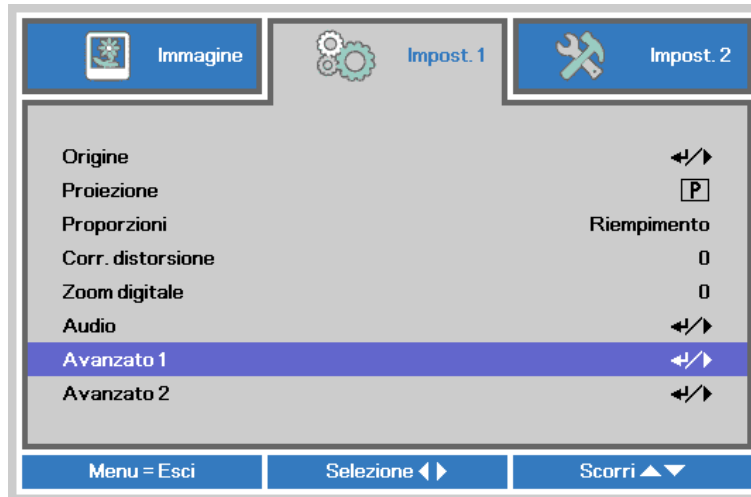 Immagine
Impost. 1
Impost. 2
Origine
Proiezione P
Proporzioni Riempimento
Corr. distorsione 0
Zoom digitale 0
Audio
Avanzato 1
Avanzato 2
Menu = Esci Selezione Scorri